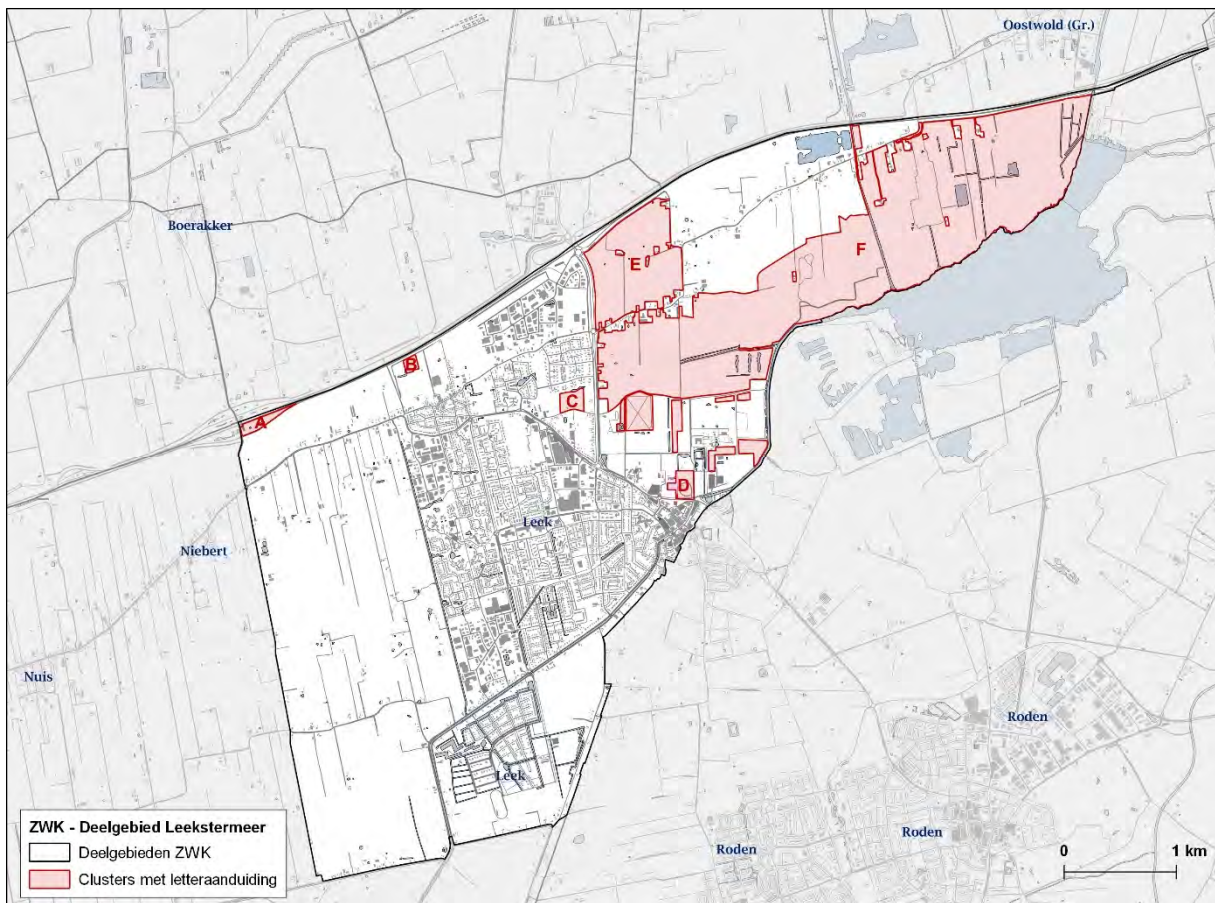 Oostwold (Gr.)
Boerakker
E
F
B
C
A
D
Leek
Niebert
Nuis
Leek
Roden
Roden
Roden
ZWK - Deelgebied Leekstermeer
Deelgebieden ZWK
Clusters met letteraanduiding
0 1 km